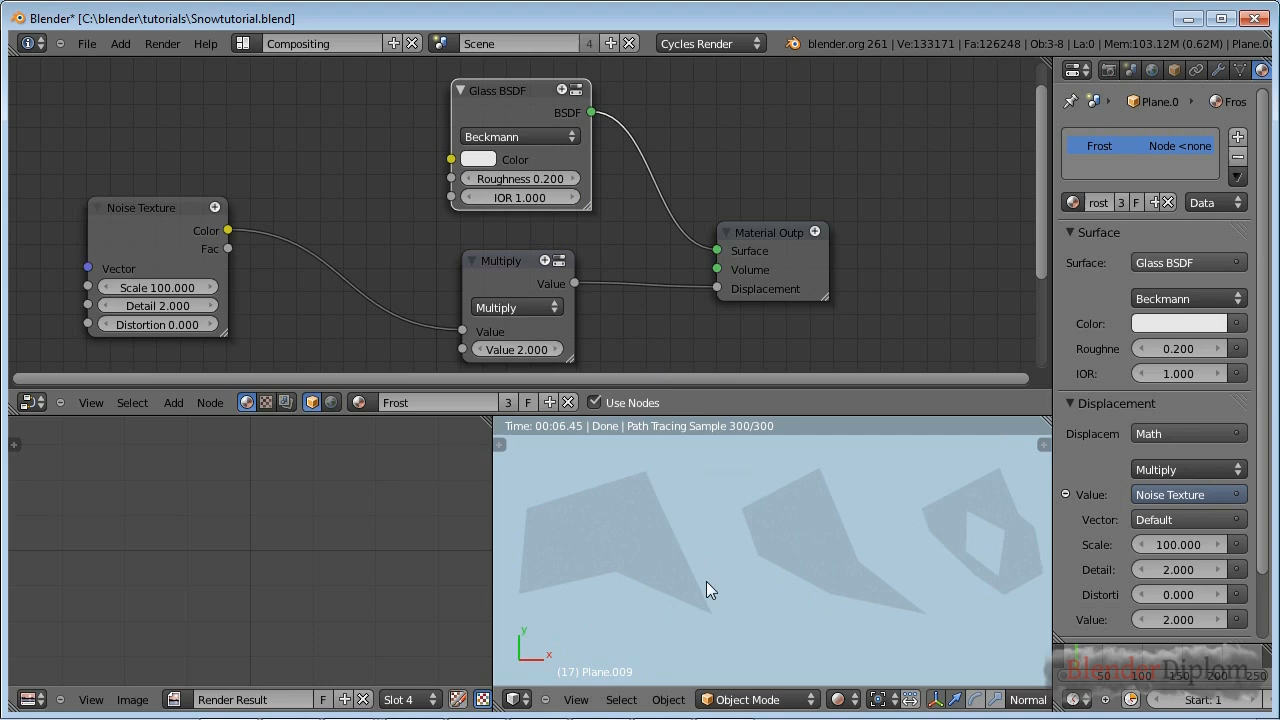 Blender* [C:\blender\tutorials\Snowtutorial.blend]
File Add Render Help Compositing Scene 4 Cycles Render blender.org 261 | Ve:133171 | Fa:126248 | Ob:3-8 | La:0 | Mem:103.12M (0.62M) | Plane.00
Glass BSDF
BSDF
Beckmann
Color
Roughness 0.200
IOR 1.000
Noise Texture
Color
Fac
Vector
Scale 100.000
Detail 2.000
Distortion 0.000
Multiply
Value
Multiply
Value
Value 2.000
Material Outp
Surface
Volume
Displacement
Plane.0 Fros
Frost Node <none
rost 3 F Data
Surface
Surface: Glass BSDF
Beckmann
Color:
Roughne 0.200
IOR: 1.000
Displacement
Displacem Math
Multiply
Value: Noise Texture
Vector: Default
Scale: 100.000
Detail: 2.000
Distorti 0.000
Value: 2.000
View Select Add Node Frost 3 F Use Nodes
Time: 00:06.45 | Done | Path Tracing Sample 300/300
y
x
(17) Plane.009
BlenderDiplom
50 100 150 200 250
View Image Render Result F Slot 4
View Select Object Object Mode Normal
Start: 1